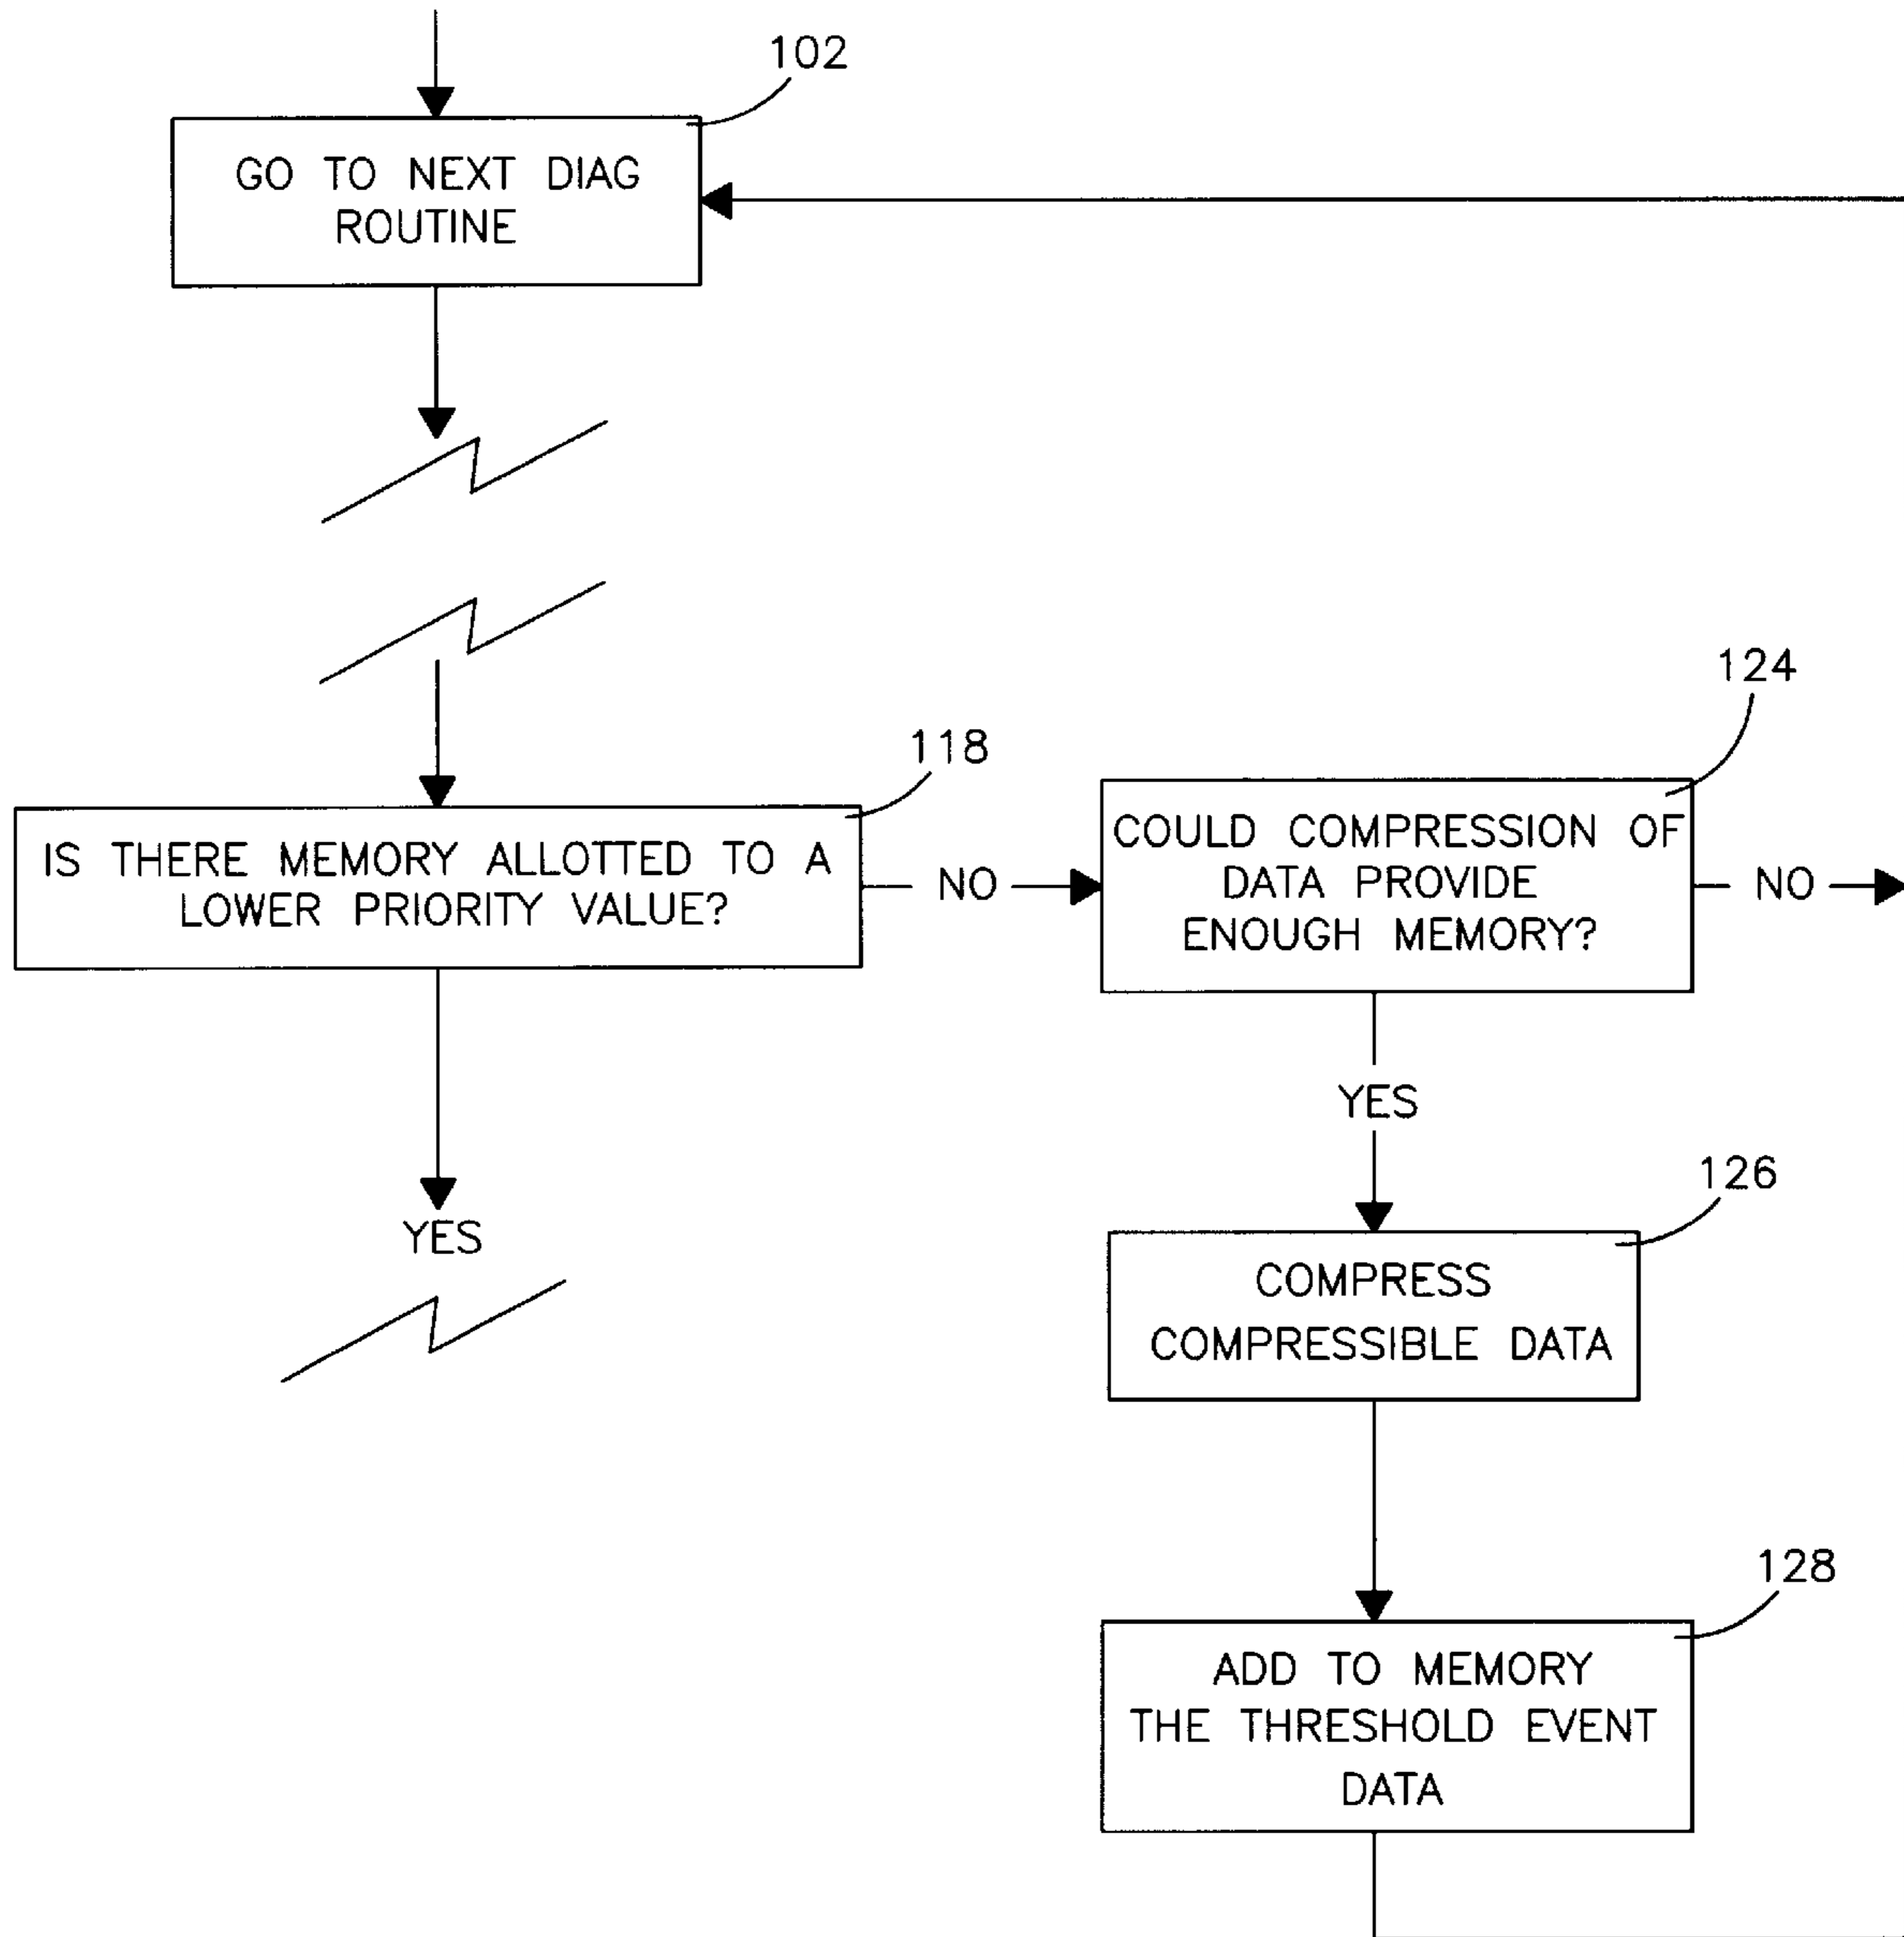 102
GO TO NEXT DIAG
ROUTINE
118
IS THERE MEMORY ALLOTTED TO A
LOWER PRIORITY VALUE?
NO
124
COULD COMPRESSION OF
DATA PROVIDE
ENOUGH MEMORY?
NO
YES
YES
126
COMPRESS
COMPRESSIBLE DATA
128
ADD TO MEMORY
THE THRESHOLD EVENT
DATA